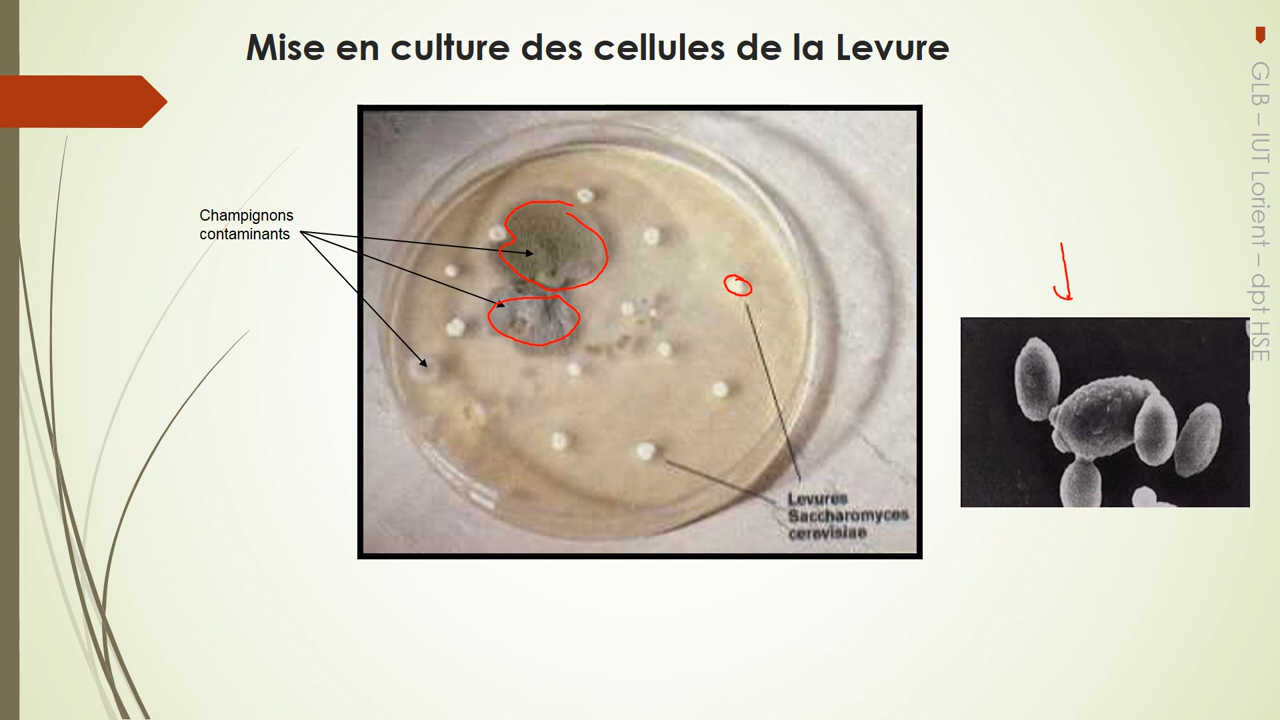 Mise en culture des cellules de la Levure
Champignons
contaminants
Levures
Saccharomyces
cerevisiae
GLB – IUT Lorient – dpt HSE